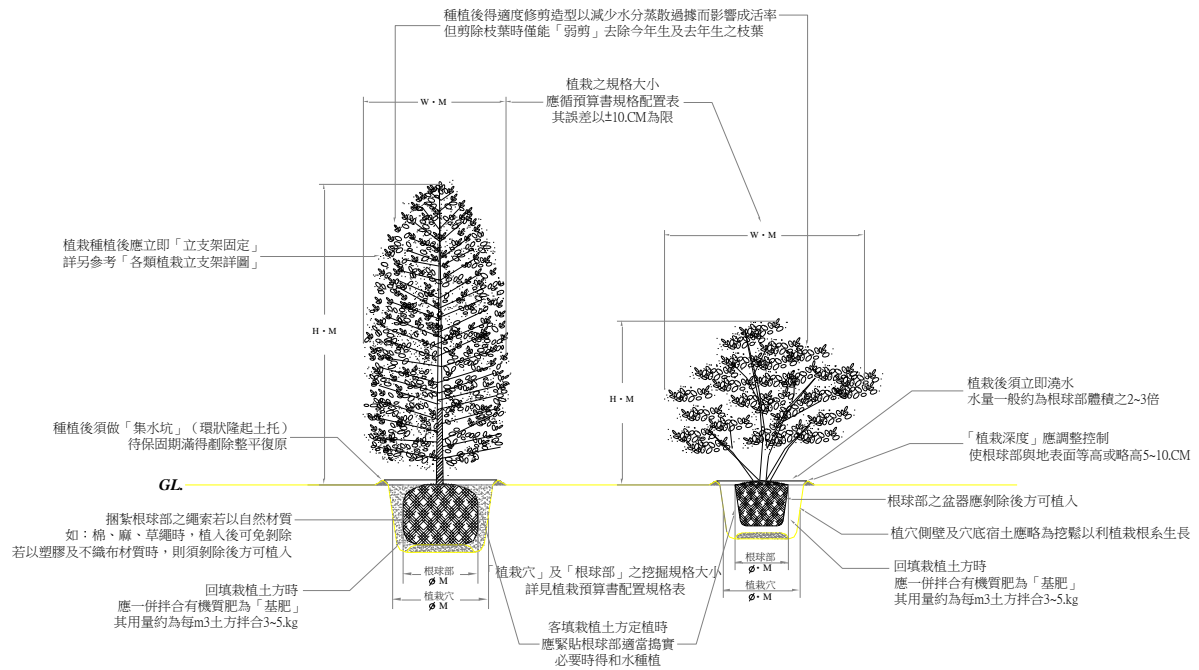 種植後得適度修剪造型以減少水分蒸散過據而影響成活率
但剪除枝葉時僅能「弱剪」去除今年生及去年生之枝葉
植栽之規格大小
應循預算書規格配置表
其誤差以±10.CM為限
W・M
W・M
植栽種植後應立即「立支架固定」
詳另參考「各類植栽立支架詳圖」
H・M
H・M
植栽後須立即澆水
水量一般約為根球部體積之2~3倍
種植後須做「集水坑」（環狀隆起土托）
待保固期滿得剷除整平復原
「植栽深度」應調整控制
使根球部與地表面等高或略高5~10.CM
GL.
根球部之盆器應剝除後方可植入
捆紮根球部之繩索若以自然材質
如：棉、麻、草繩時，植入後可免剝除
若以塑膠及不織布材質時，則須剝除後方可植入
植穴側壁及穴底宿土應略為挖鬆以利植栽根系生長
根球部
Ø・M
植栽穴
Ø・M
「植栽穴」及「根球部」之挖掘規格大小
詳見植栽預算書配置規格表
根球部
Ø・M
植栽穴
Ø・M
回填栽植土方時
應一併拌合有機質肥為「基肥」
其用量約為每m3土方拌合3~5.kg
回填栽植土方時
應一併拌合有機質肥為「基肥」
其用量約為每m3土方拌合3~5.kg
客填栽植土方定植時
應緊貼根球部適當搗實
必要時得和水種植